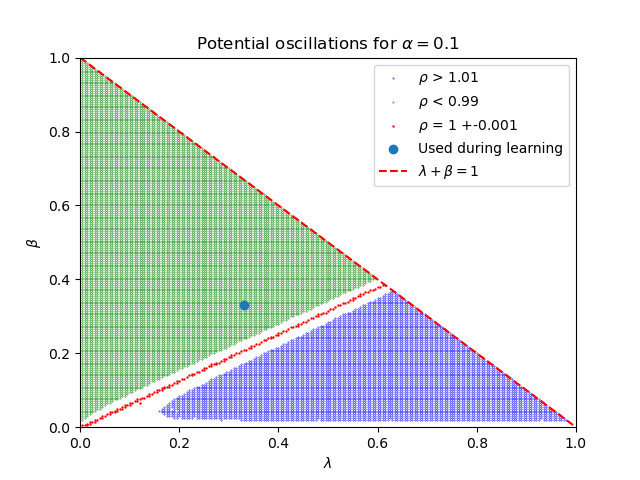 Potential oscillations for α = 0.1
1.0
0.8
0.6
0.4
0.2
0.0
β
ρ > 1.01
ρ < 0.99
ρ = 1 +-0.001
Used during learning
λ + β = 1
0.0 0.2 0.4 0.6 0.8 1.0
λ